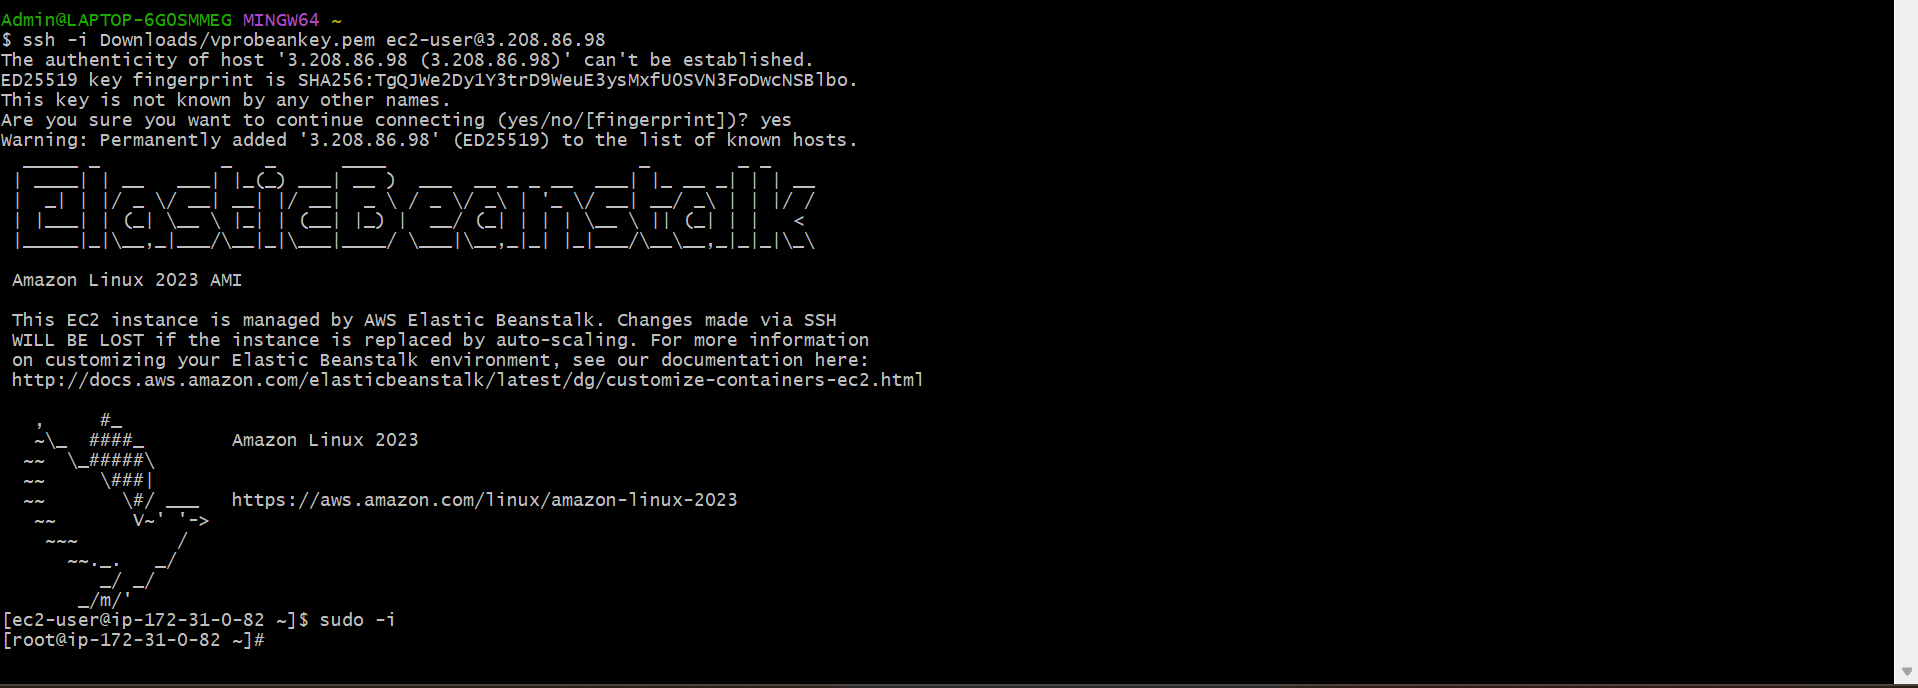 Admin@LAPTOP-6G0SMMEG MINGW64 ~
$ ssh -i Downloads/vprobeankey.pem ec2-user@3.208.86.98
The authenticity of host '3.208.86.98 (3.208.86.98)' can't be established.
ED25519 key fingerprint is SHA256:TgQJWe2Dy1Y3trD9WeuE3ysMxfU0SVN3FoDwcNSBlbo.
This key is not known by any other names.
Are you sure you want to continue connecting (yes/no/[fingerprint])? yes
Warning: Permanently added '3.208.86.98' (ED25519) to the list of known hosts.
ElasticBeanstalk
Amazon Linux 2023 AMI
This EC2 instance is managed by AWS Elastic Beanstalk. Changes made via SSH
WILL BE LOST if the instance is replaced by auto-scaling. For more information
on customizing your Elastic Beanstalk environment, see our documentation here:
http://docs.aws.amazon.com/elasticbeanstalk/latest/dg/customize-containers-ec2.html
   ,     #_
   ~\_  ####_        Amazon Linux 2023
  ~~  \_#####\
  ~~     \###|
  ~~       \#/ ___   https://aws.amazon.com/linux/amazon-linux-2023
   ~~       V~' '->
    ~~~         /
      ~~._.   _/
         _/ _/
       _/m/'
[ec2-user@ip-172-31-0-82 ~]$ sudo -i
[root@ip-172-31-0-82 ~]#